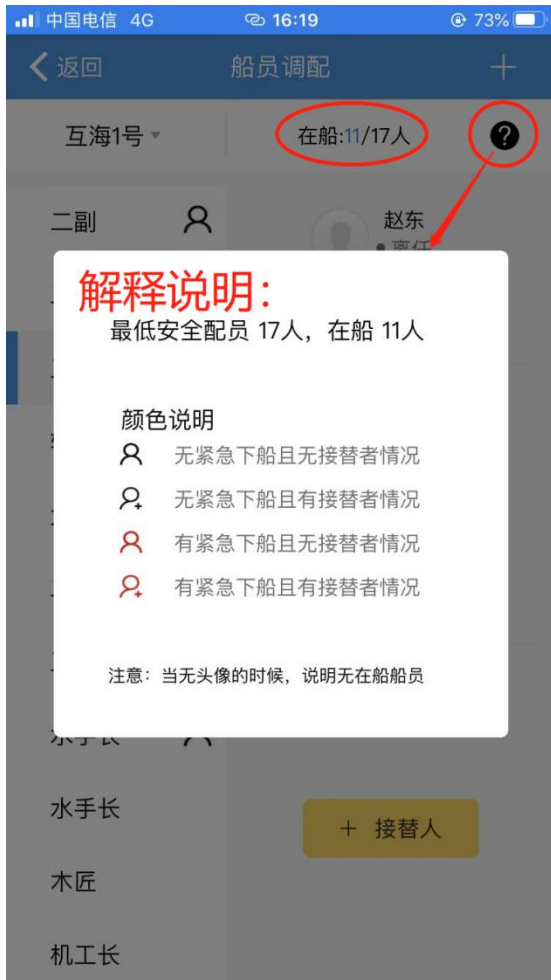 中国电信 4G 16:19 73%
返回 船员调配
互海1号 在船:11/17人 ?
二副 赵东
离任
解释说明：
最低安全配员 17人，在船 11人
颜色说明
无紧急下船且无接替者情况
无紧急下船且有接替者情况
有紧急下船且无接替者情况
有紧急下船且有接替者情况
注意：当无头像的时候，说明无在船船员
水手长
水手长
+ 接替人
木匠
机工长